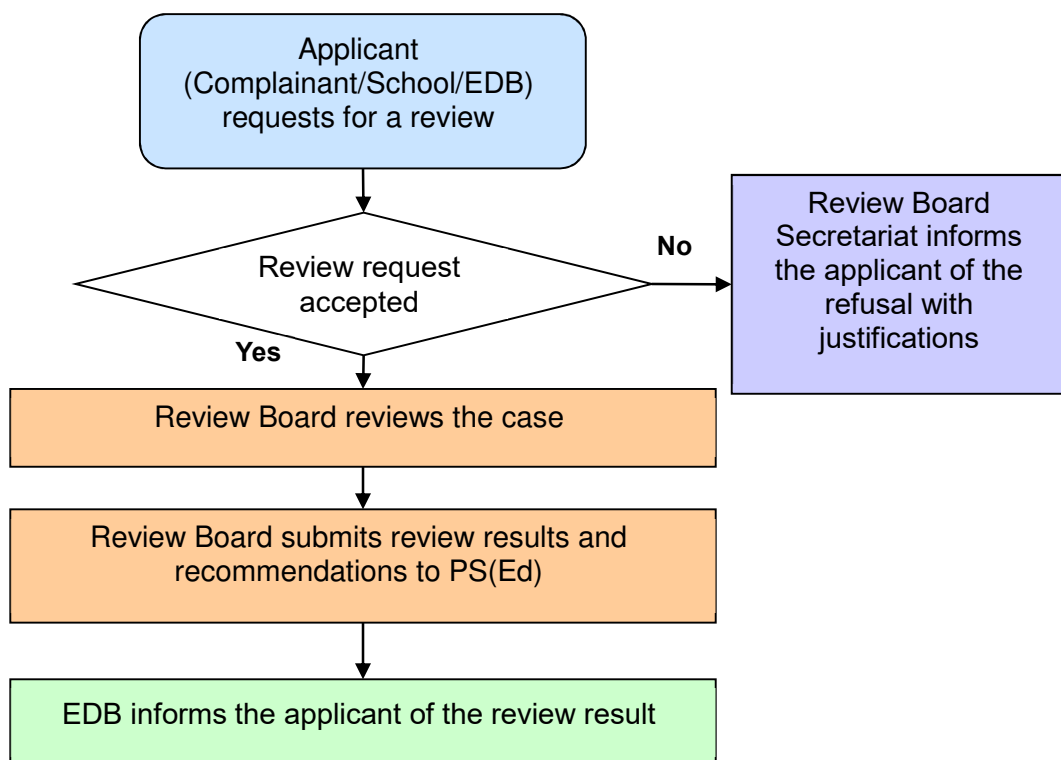 Applicant
(Complainant/School/EDB)
requests for a review
Review request
accepted
No
Review Board
Secretariat informs
the applicant of the
refusal with
justifications
Yes
Review Board reviews the case
Review Board submits review results and
recommendations to PS(Ed)
EDB informs the applicant of the review result